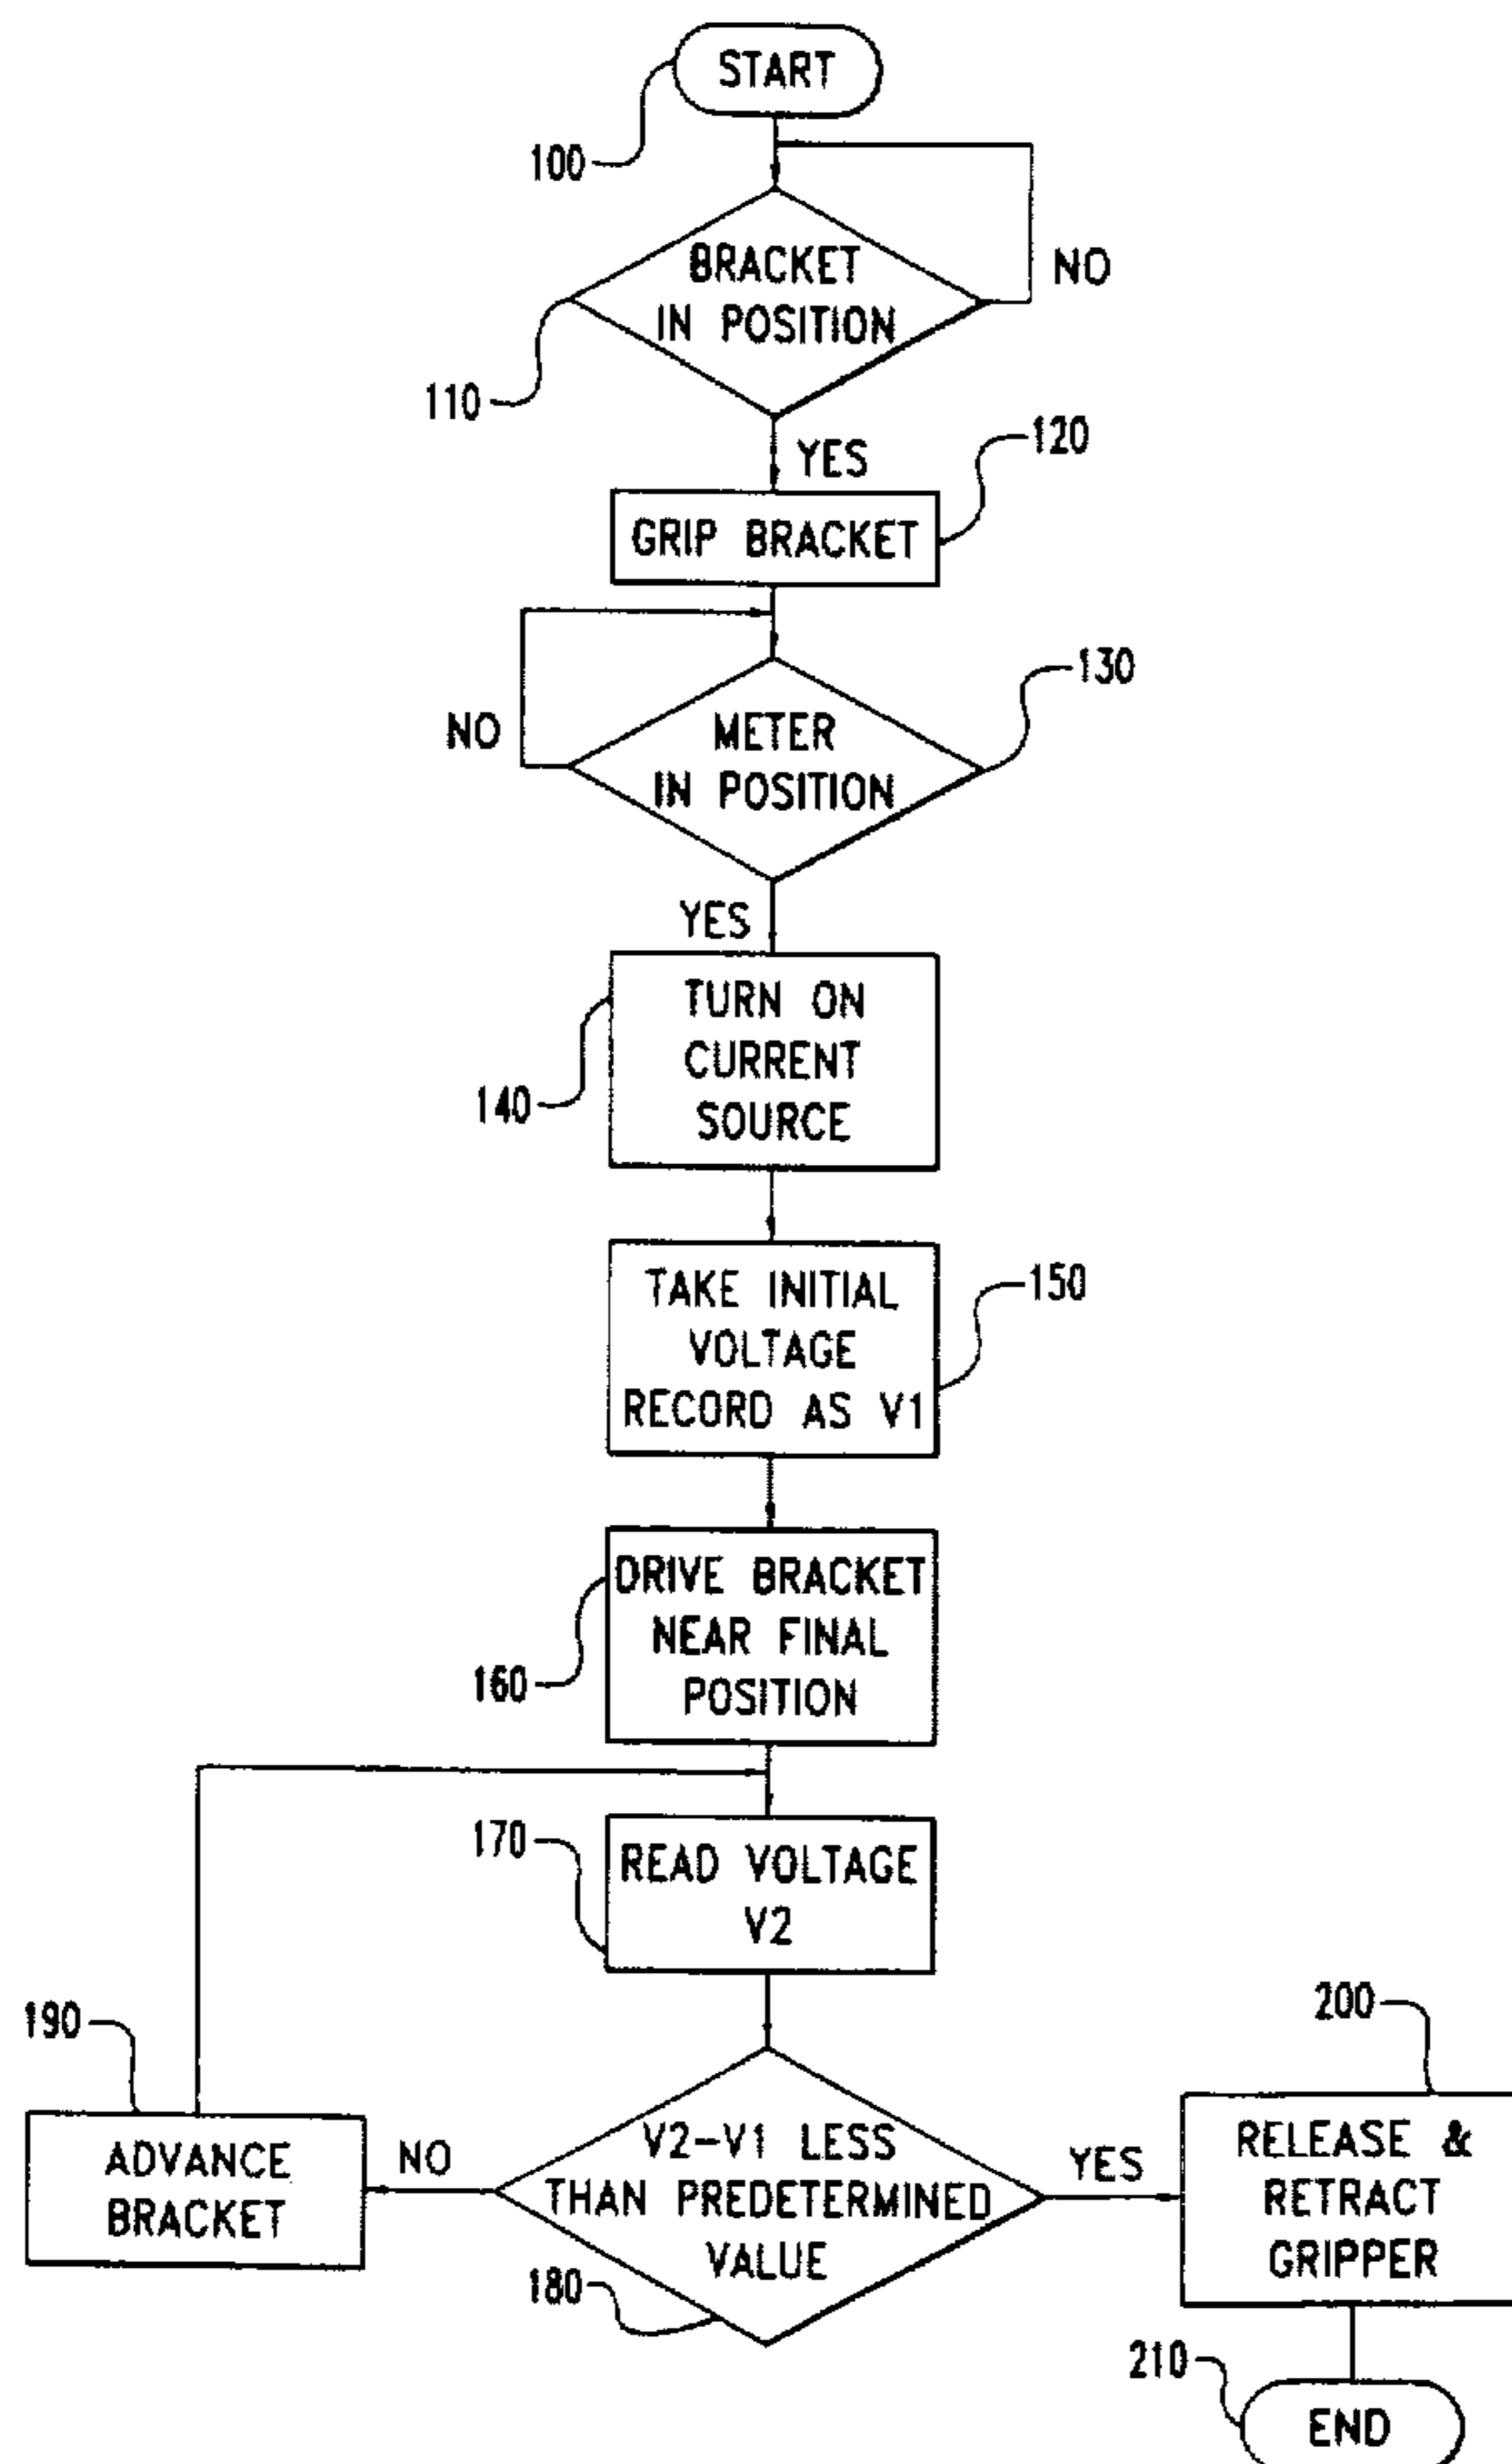 START
100
BRACKET
IN POSITION
NO
110
YES
120
GRIP BRACKET
130
NO
METER
IN POSITION
YES
TURN ON
CURRENT
SOURCE
140
TAKE INITIAL
VOLTAGE
RECORD AS V1
150
DRIVE BRACKET
NEAR FINAL
POSITION
160
170
READ VOLTAGE
V2
190
200
ADVANCE
BRACKET
NO
V2-V1 LESS
THAN PREDETERMINED
VALUE
YES
RELEASE &
RETRACT
GRIPPER
180
210
END